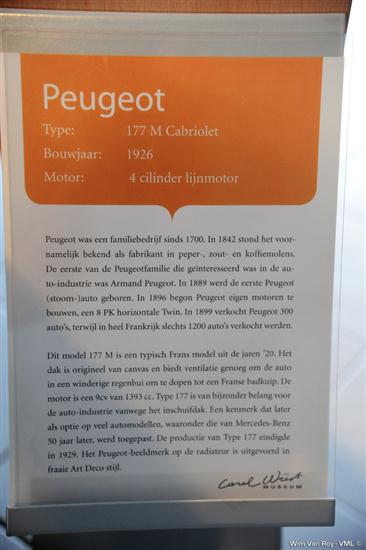 Peugeot
Type: 177 M Cabriolet
Bouwjaar: 1926
Motor: 4 cilinder lijnmotor
Peugeot was een familiebedrijf sinds 1700. In 1842 stond het voor-
namelijk bekend als fabrikant in peper-, zout- en koffiemolens.
De eerste van de Peugeotfamilie die geïnteresseerd was in de au-
to-industrie was Armand Peugeot. In 1889 werd de eerste Peugeot
(stoom-)auto geboren. In 1896 begon Peugeot eigen motoren te
bouwen, een 8 PK horizontale Twin. In 1899 verkocht Peugeot 300
auto's, terwijl in heel Frankrijk slechts 1200 auto's verkocht werden.
Dit model 177 M is een typisch Frans model uit de jaren '20. Het
dak is origineel van canvas en biedt ventilatie genoeg om de auto
in een winderige regenbui om te dopen tot een Franse badkuip. De
motor is een 9cv of 1393 cc. Type 177 is van bijzonder belang voor
de auto-industrie vanwege het inschuifdak. Een kenmerk dat later
als optie op veel automodellen, waaronder die van Mercedes-Benz
50 jaar later, werd toegepast. De productie van Type 177 eindigde
in 1929. Het Peugeot-beeldmerk op de radiateur is uitgevoerd in
fraaie Art Deco stijl.
MUSEUM
Wim Van Roy - VML ©